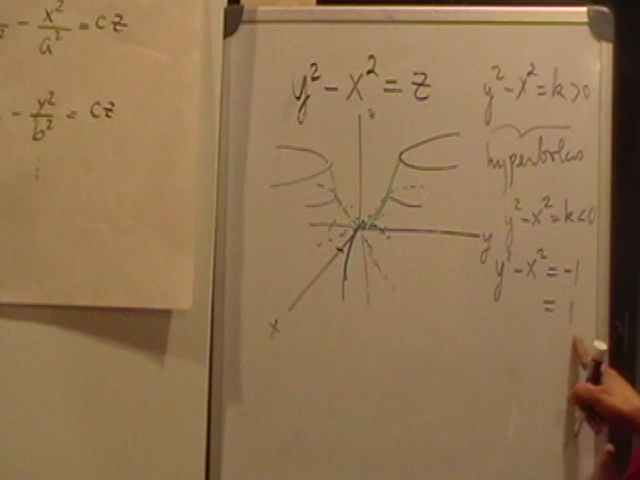 - x²/a² = cz
- y²/b² = cz
⋮
y² - x² = z
z
y
x
y² - x² = k > 0
hyperbolas
y² - x² = k < 0
y² - x² = -1
= 1